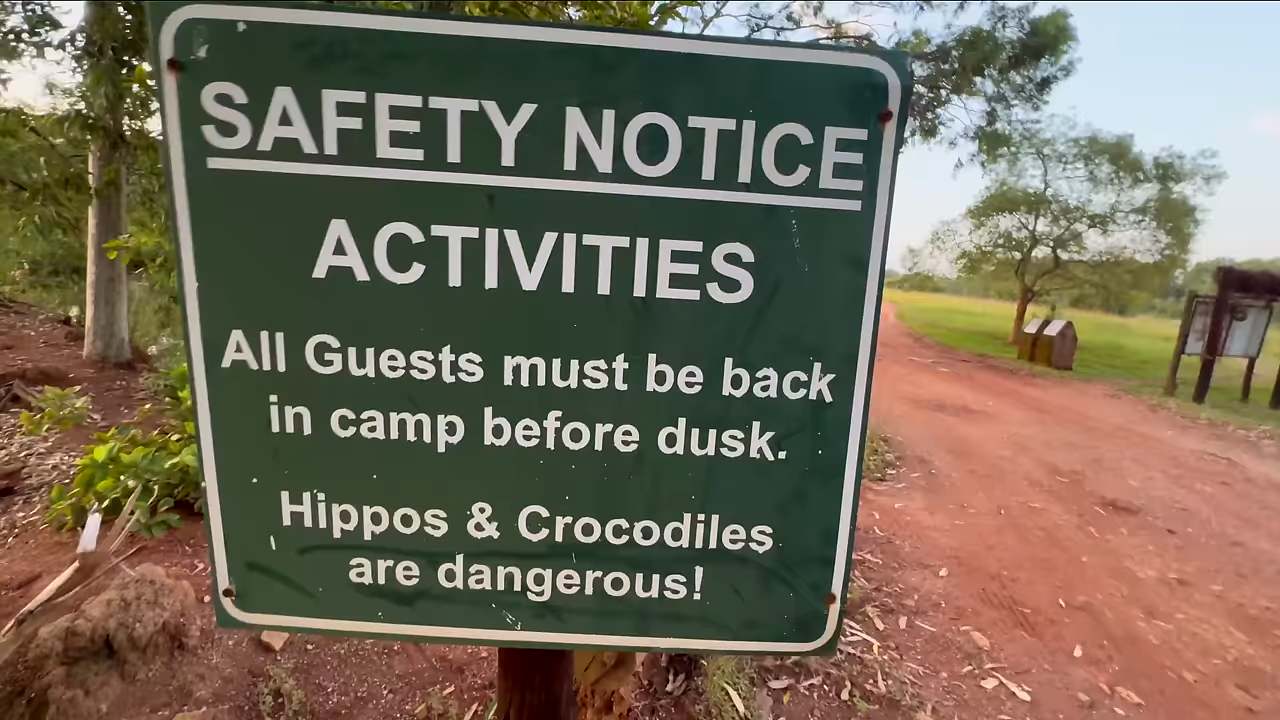 SAFETY NOTICE
ACTIVITIES
All Guests must be back
in camp before dusk.
Hippos & Crocodiles
are dangerous!